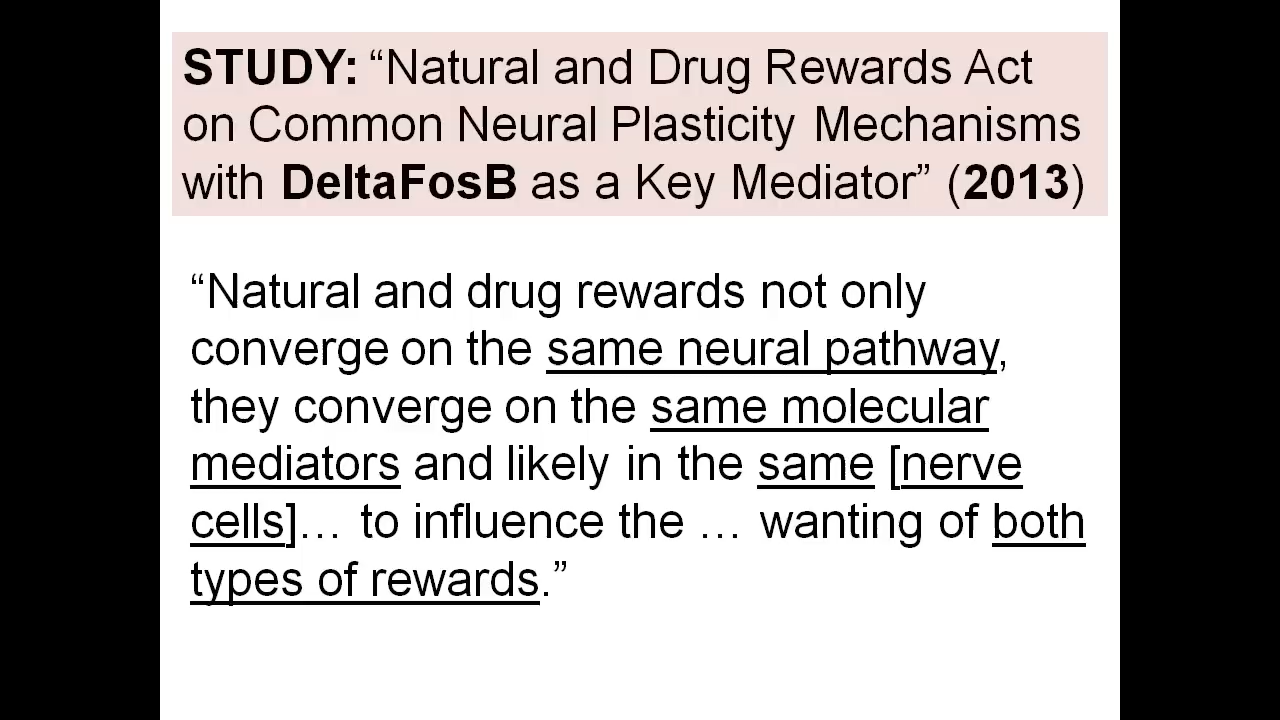 STUDY: “Natural and Drug Rewards Act
on Common Neural Plasticity Mechanisms
with DeltaFosB as a Key Mediator” (2013)
“Natural and drug rewards not only
converge on the same neural pathway,
they converge on the same molecular
mediators and likely in the same [nerve
cells]… to influence the … wanting of both
types of rewards.”